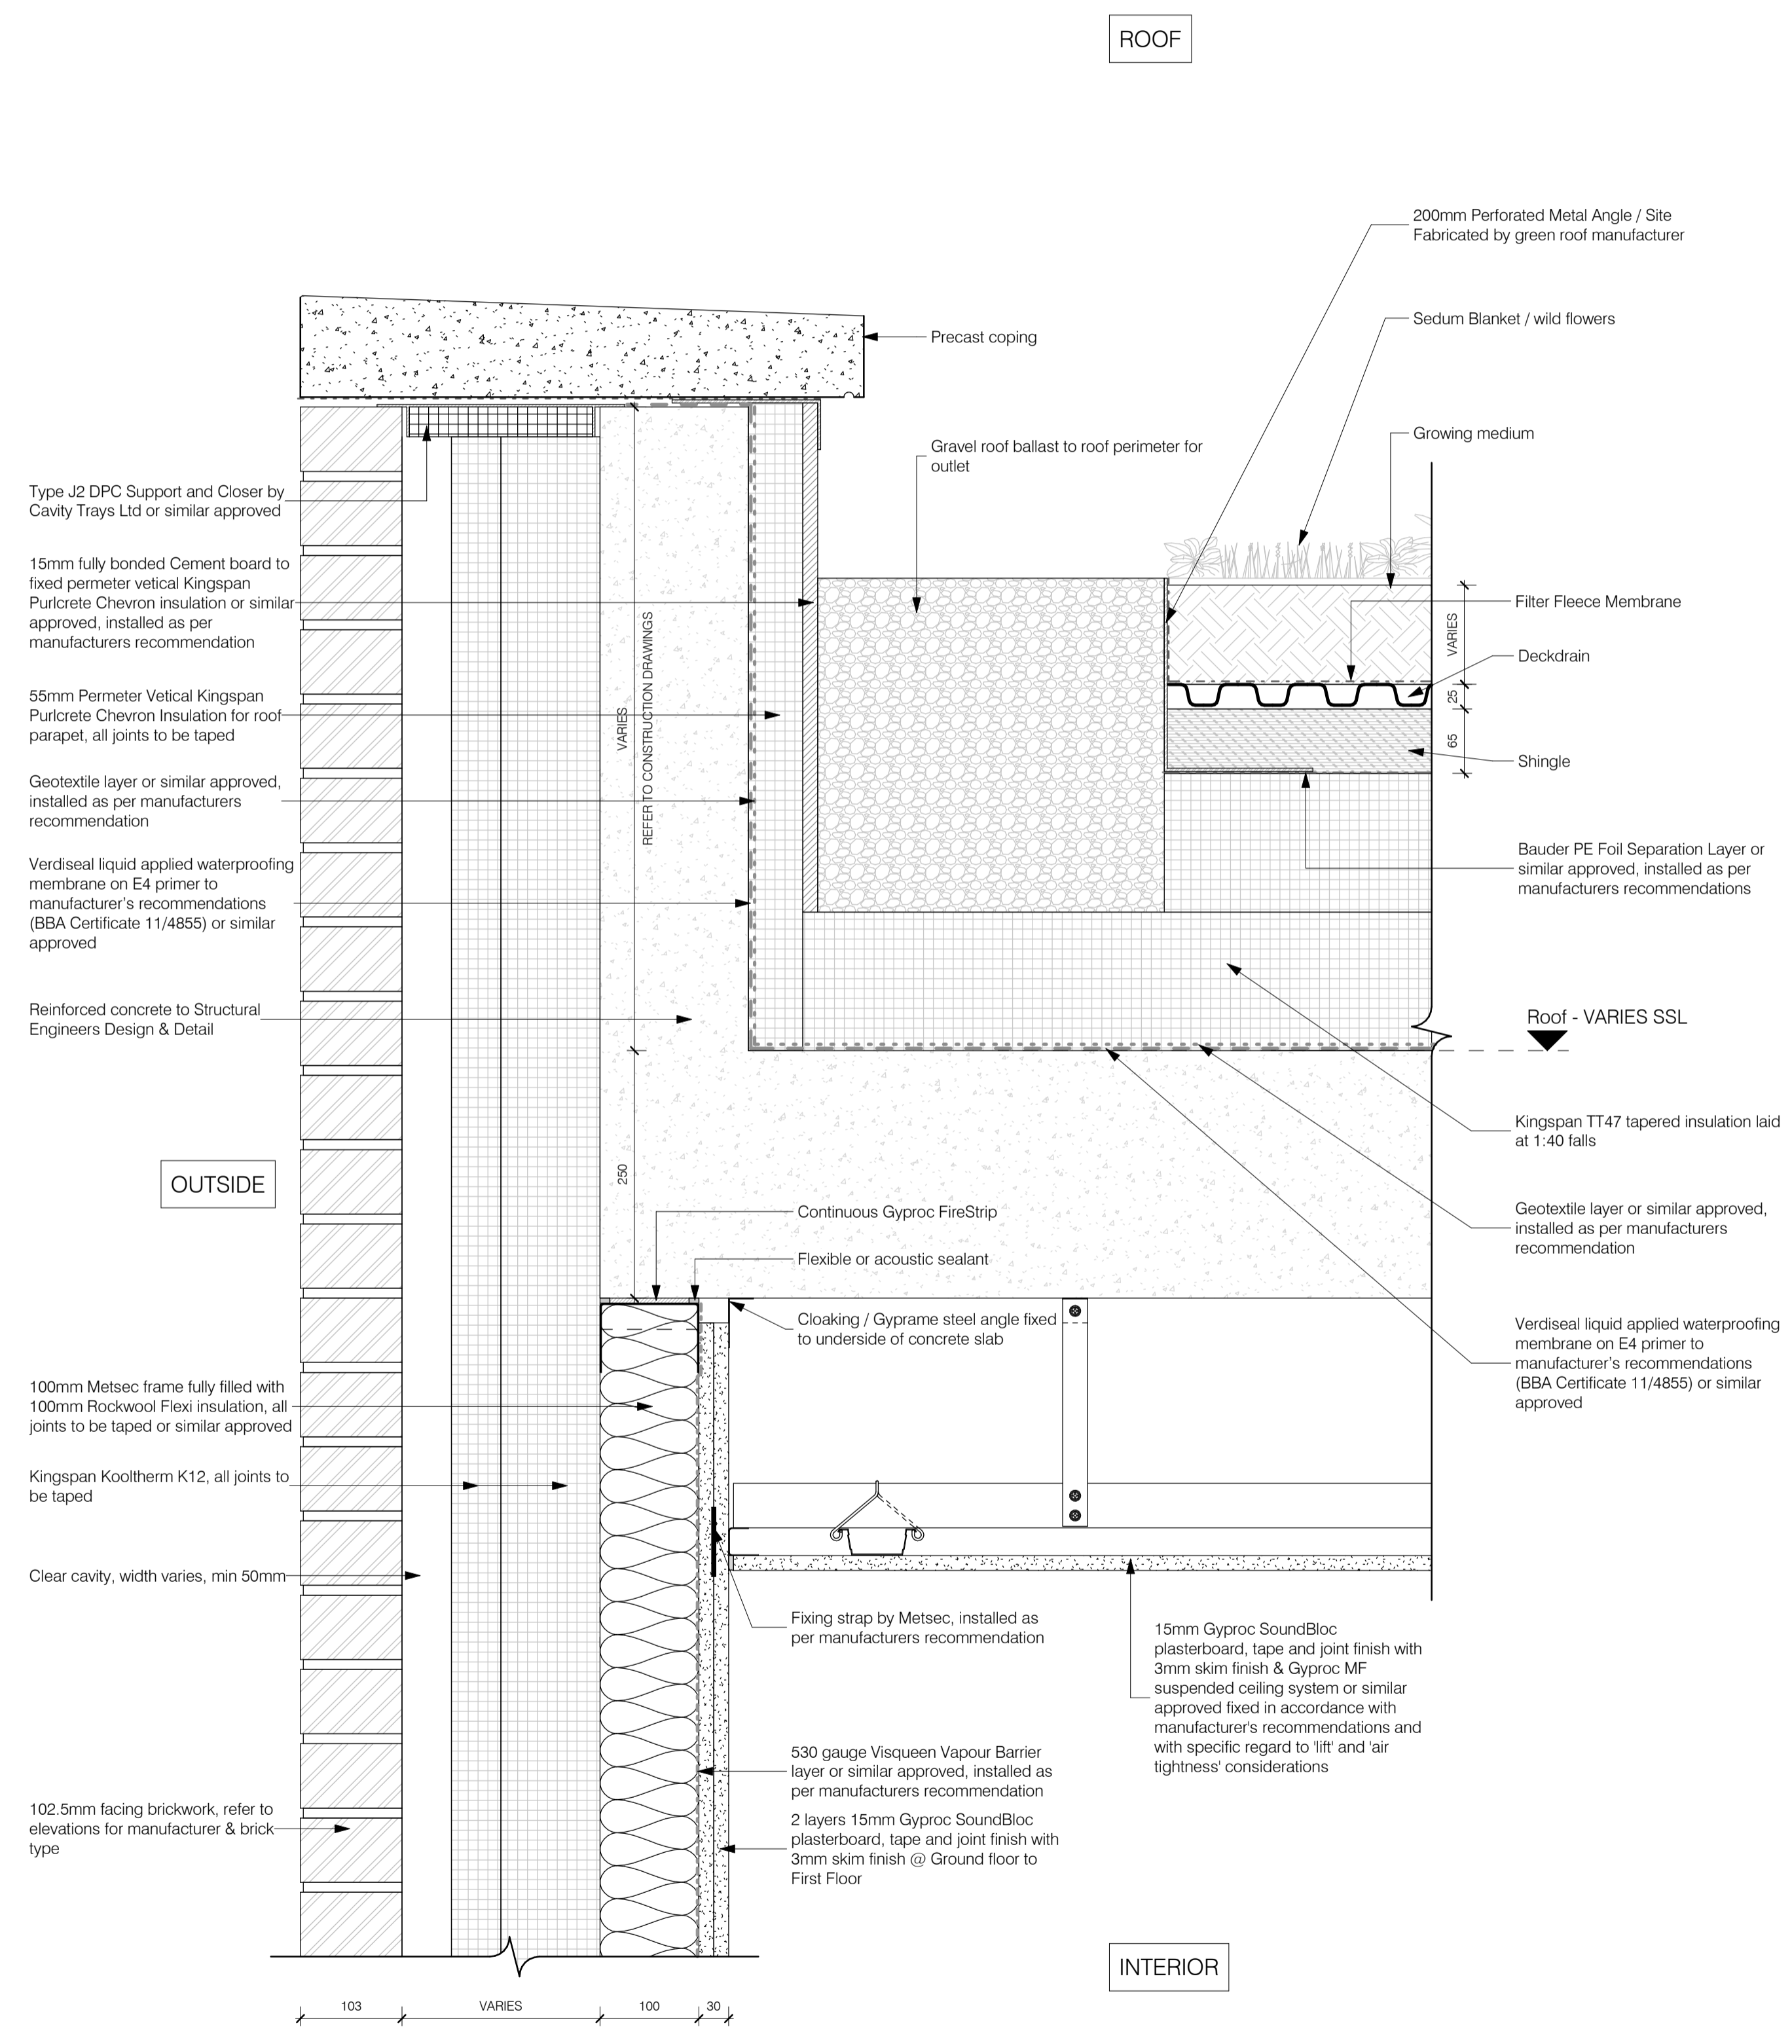 ROOF
200mm Perforated Metal Angle / Site
Fabricated by green roof manufacturer
Sedum Blanket / wild flowers
Precast coping
Growing medium
Gravel roof ballast to roof perimeter for
outlet
Type J2 DPC Support and Closer by
Cavity Trays Ltd or similar approved
15mm fully bonded Cement board to
fixed permeter vetical Kingspan
Purlcrete Chevron insulation or similar
approved, installed as per
manufacturers recommendation
55mm Permeter Vetical Kingspan
Purlcrete Chevron Insulation for roof
parapet, all joints to be taped
Geotextile layer or similar approved,
installed as per manufacturers
recommendation
Verdiseal liquid applied waterproofing
membrane on E4 primer to
manufacturer's recommendations
(BBA Certificate 11/4855) or similar
approved
Reinforced concrete to Structural
Engineers Design & Detail
VARIES
REFER TO CONSTRUCTION DRAWINGS
250
Filter Fleece Membrane
Deckdrain
Shingle
VARIES
25
65
Bauder PE Foil Separation Layer or
similar approved, installed as per
manufacturers recommendations
Roof - VARIES SSL
Kingspan TT47 tapered insulation laid
at 1:40 falls
Geotextile layer or similar approved,
installed as per manufacturers
recommendation
Verdiseal liquid applied waterproofing
membrane on E4 primer to
manufacturer's recommendations
(BBA Certificate 11/4855) or similar
approved
OUTSIDE
Continuous Gyproc FireStrip
Flexible or acoustic sealant
Cloaking / Gyprame steel angle fixed
to underside of concrete slab
100mm Metsec frame fully filled with
100mm Rockwool Flexi insulation, all
joints to be taped or similar approved
Kingspan Kooltherm K12, all joints to
be taped
Clear cavity, width varies, min 50mm
102.5mm facing brickwork, refer to
elevations for manufacturer & brick
type
Fixing strap by Metsec, installed as
per manufacturers recommendation
530 gauge Visqueen Vapour Barrier
layer or similar approved, installed as
per manufacturers recommendation
2 layers 15mm Gyproc SoundBloc
plasterboard, tape and joint finish with
3mm skim finish @ Ground floor to
First Floor
15mm Gyproc SoundBloc
plasterboard, tape and joint finish with
3mm skim finish & Gyproc MF
suspended ceiling system or similar
approved fixed in accordance with
manufacturer's recommendations and
with specific regard to 'lift' and 'air
tightness' considerations
INTERIOR
103
VARIES
100
30